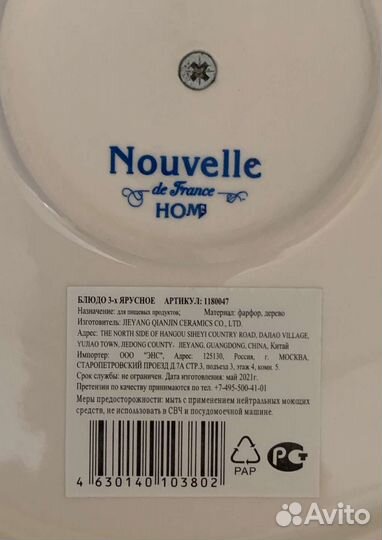 Nouvelle
de France
HOME
БЛЮДО 3-х ЯРУСНОЕ АРТИКУЛ: 1180047
Назначение: для пищевых продуктов; Материал: фарфор, дерево
Изготовитель: JIEYANG QIANJIN CERAMICS CO., LTD.
Адрес: THE NORTH SIDE OF HANGOU SIHEYI COUNTRY ROAD, DAJIAO VILLAGE,
YUJIAO TOWN, JIEDONG COUNTY- JIEYANG, GUANGDONG, CHINA, Китай
Импортер: ООО "ЭНС", Адрес: 125130, Россия, г. МОСКВА,
СТАРОПЕТРОВСКИЙ ПРОЕЗД Д.7А СТР.3, подъезд 3, этаж 4, комн. 5.
Срок службы: не ограничен. Дата изготовления: май 2021г.
Претензии по качеству принимаются по тел. +7-495-500-41-01
Меры предосторожности: мыть с применением нейтральных моющих
средств, не использовать в СВЧ и посудомоечной машине.
4 630140 103802
PAP
РСТ
Avito